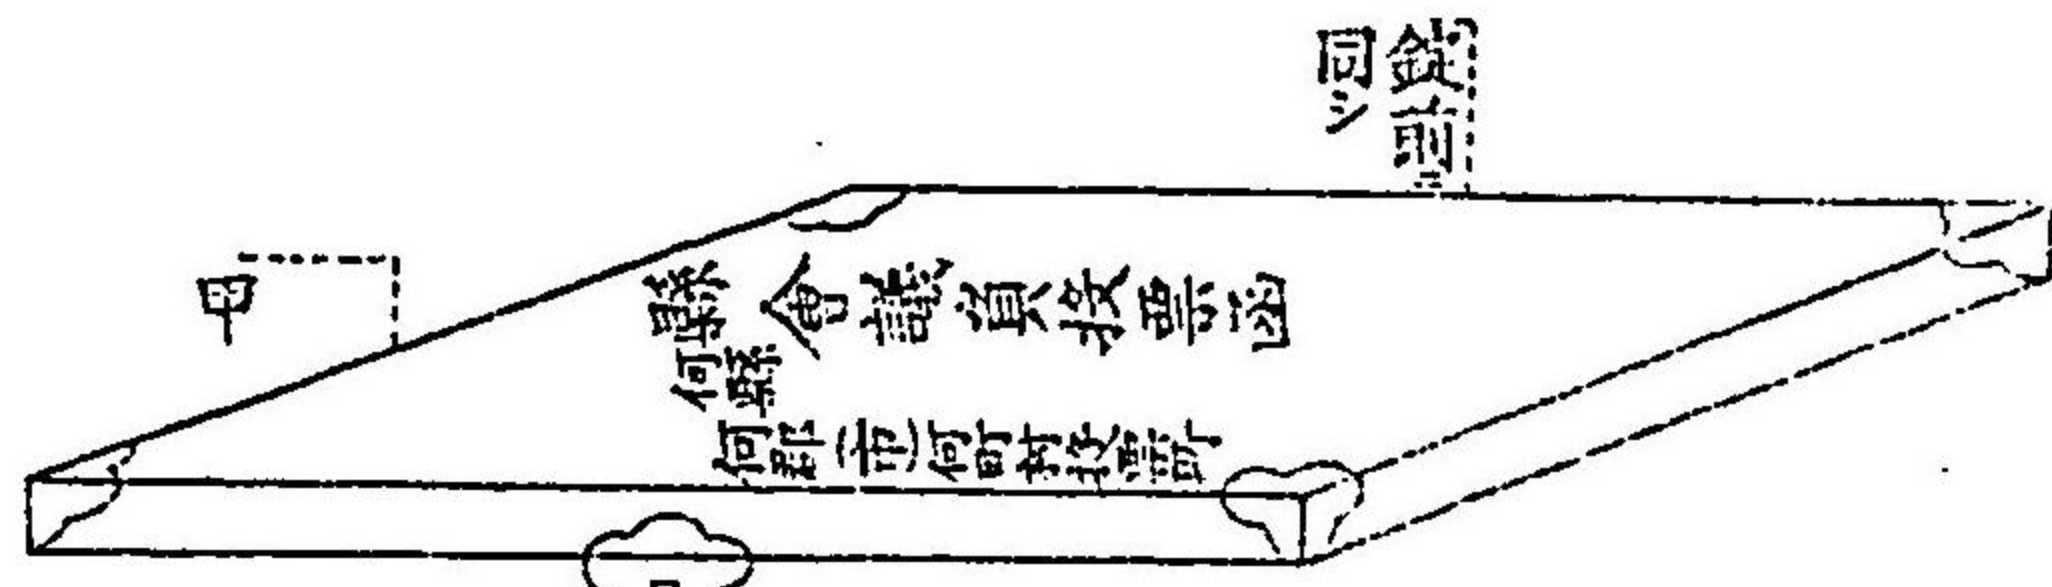 錠前
同シ
甲
縣會議員投票函
何縣
何郡(市)何町村投票所